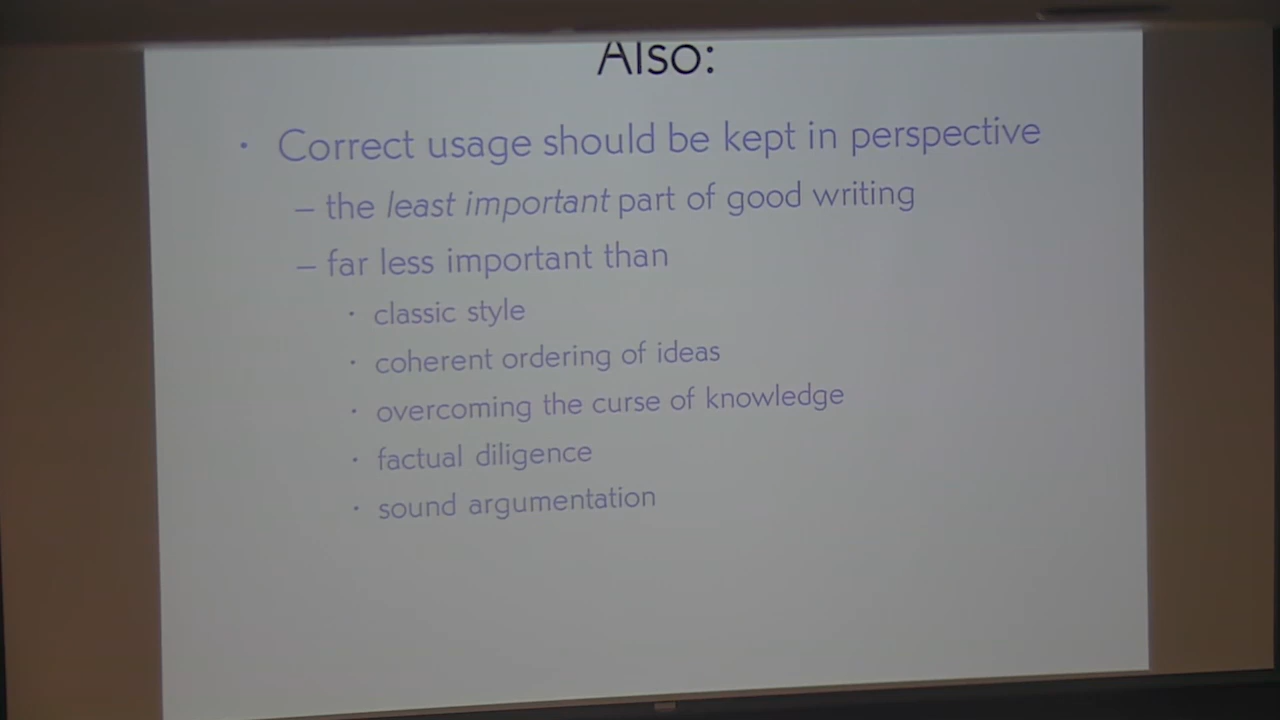 Also:
• Correct usage should be kept in perspective
– the least important part of good writing
– far less important than
• classic style
• coherent ordering of ideas
• overcoming the curse of knowledge
• factual diligence
• sound argumentation